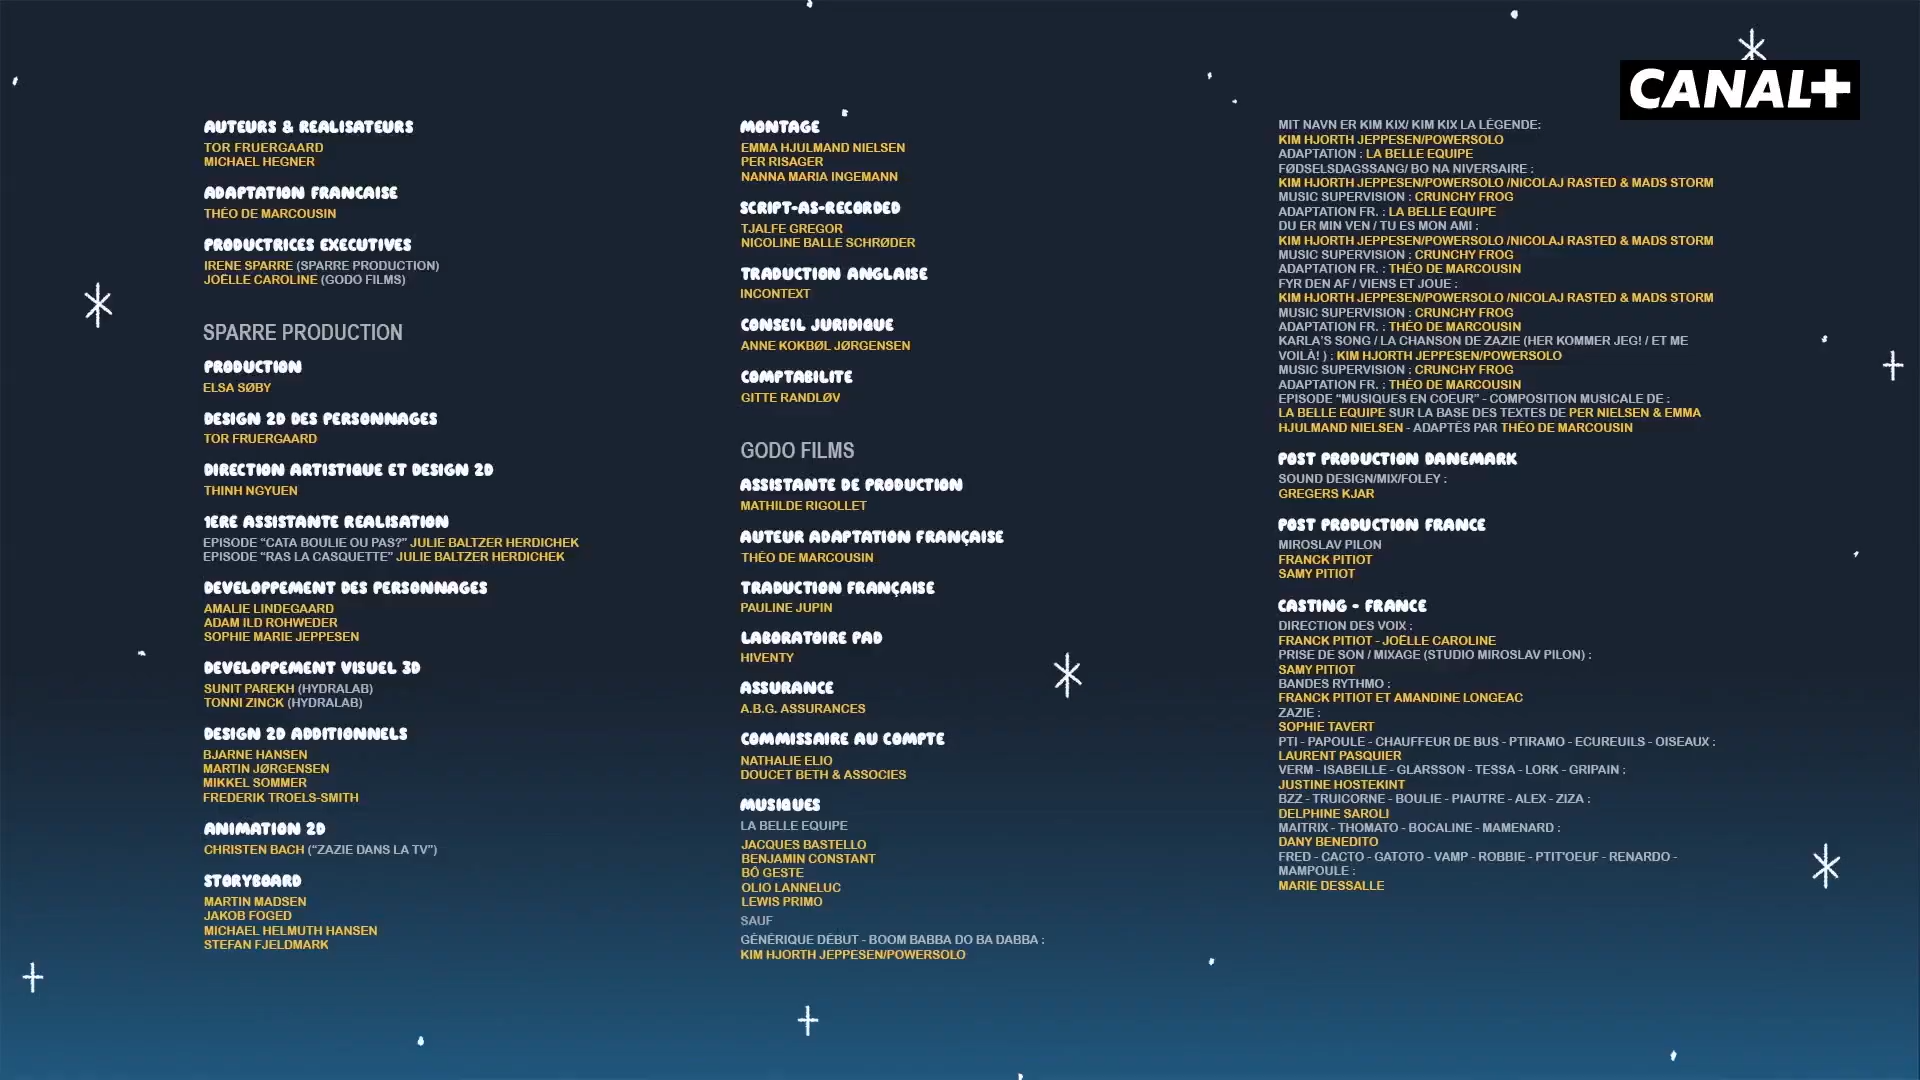 CANAL+
AUTEURS & REALISATEURS
TOR FRUERGAARD
MICHAEL HEGNER
ADAPTATION FRANCAISE
THÉO DE MARCOUSIN
PRODUCTRICES EXECUTIVES
IRENE SPARRE (SPARRE PRODUCTION)
JOËLLE CAROLINE (GODO FILMS)
SPARRE PRODUCTION
PRODUCTION
ELSA SØBY
DESIGN 2D DES PERSONNAGES
TOR FRUERGAARD
DIRECTION ARTISTIQUE ET DESIGN 2D
THINH NGYUEN
1ERE ASSISTANTE REALISATION
EPISODE “CATA BOULIE OU PAS?” JULIE BALTZER HERDICHEK
EPISODE “RAS LA CASQUETTE” JULIE BALTZER HERDICHEK
DEVELOPPEMENT DES PERSONNAGES
AMALIE LINDEGAARD
ADAM ILD ROHWEDER
SOPHIE MARIE JEPPESEN
DEVELOPPEMENT VISUEL 3D
SUNIT PAREKH (HYDRALAB)
TONNI ZINCK (HYDRALAB)
DESIGN 2D ADDITIONNELS
BJARNE HANSEN
MARTIN JØRGENSEN
MIKKEL SOMMER
FREDERIK TROELS-SMITH
ANIMATION 2D
CHRISTEN BACH (“ZAZIE DANS LA TV”)
STORYBOARD
MARTIN MADSEN
JAKOB FOGED
MICHAEL HELMUTH HANSEN
STEFAN FJELDMARK
MONTAGE
EMMA HJULMAND NIELSEN
PER RISAGER
NANNA MARIA INGEMANN
SCRIPT-AS-RECORDED
TJALFE GREGOR
NICOLINE BALLE SCHRØDER
TRADUCTION ANGLAISE
INCONTEXT
CONSEIL JURIDIQUE
ANNE KOKBØL JØRGENSEN
COMPTABILITE
GITTE RANDLØV
GODO FILMS
ASSISTANTE DE PRODUCTION
MATHILDE RIGOLLET
AUTEUR ADAPTATION FRANÇAISE
THÉO DE MARCOUSIN
TRADUCTION FRANÇAISE
PAULINE JUPIN
LABORATOIRE PAD
HIVENTY
ASSURANCE
A.B.G. ASSURANCES
COMMISSAIRE AU COMPTE
NATHALIE ELIO
DOUCET BETH & ASSOCIES
MUSIQUES
LA BELLE EQUIPE
JACQUES BASTELLO
BENJAMIN CONSTANT
BÔ GESTE
OLIO LANNELUC
LEWIS PRIMO
SAUF
GÉNÉRIQUE DÉBUT - BOOM BABBA DO BA DABBA :
KIM HJORTH JEPPESEN/POWERSOLO
MIT NAVN ER KIM KIX/ KIM KIX LA LÉGENDE:
KIM HJORTH JEPPESEN/POWERSOLO
ADAPTATION : LA BELLE EQUIPE
FØDSELSDAGSSANG/ BO NA NIVERSAIRE :
KIM HJORTH JEPPESEN/POWERSOLO /NICOLAJ RASTED & MADS STORM
MUSIC SUPERVISION : CRUNCHY FROG
ADAPTATION FR. : LA BELLE EQUIPE
DU ER MIN VEN / TU ES MON AMI :
KIM HJORTH JEPPESEN/POWERSOLO /NICOLAJ RASTED & MADS STORM
MUSIC SUPERVISION : CRUNCHY FROG
ADAPTATION FR. : THÉO DE MARCOUSIN
FYR DEN AF / VIENS ET JOUE :
KIM HJORTH JEPPESEN/POWERSOLO /NICOLAJ RASTED & MADS STORM
MUSIC SUPERVISION : CRUNCHY FROG
ADAPTATION FR. : THÉO DE MARCOUSIN
KARLA'S SONG / LA CHANSON DE ZAZIE (HER KOMMER JEG! / ET ME
VOILÀ! ) : KIM HJORTH JEPPESEN/POWERSOLO
MUSIC SUPERVISION : CRUNCHY FROG
ADAPTATION FR. : THÉO DE MARCOUSIN
EPISODE "MUSIQUES EN COEUR" - COMPOSITION MUSICALE DE :
LA BELLE EQUIPE SUR LA BASE DES TEXTES DE PER NIELSEN & EMMA
HJULMAND NIELSEN - ADAPTÉS PAR THÉO DE MARCOUSIN
POST PRODUCTION DANEMARK
SOUND DESIGN/MIX/FOLEY :
GREGERS KJAR
POST PRODUCTION FRANCE
MIROSLAV PILON
FRANCK PITIOT
SAMY PITIOT
CASTING - FRANCE
DIRECTION DES VOIX :
FRANCK PITIOT - JOËLLE CAROLINE
PRISE DE SON / MIXAGE (STUDIO MIROSLAV PILON) :
SAMY PITIOT
BANDES RYTHMO :
FRANCK PITIOT ET AMANDINE LONGEAC
ZAZIE :
SOPHIE TAVERT
PTI - PAPOULE - CHAUFFEUR DE BUS - PTIRAMO - ECUREUILS - OISEAUX :
LAURENT PASQUIER
VERM - ISABEILLE - GLARSSON - TESSA - LORK - GRIPAIN :
JUSTINE HOSTEKINT
BZZ - TRUICORNE - BOULIE - PIAUTRE - ALEX - ZIZA :
DELPHINE SAROLI
MAITRIX - THOMATO - BOCALINE - MAMENARD :
DANY BENEDITO
FRED - CACTO - GATOTO - VAMP - ROBBIE - PTIT'OEUF - RENARDO -
MAMPOULE :
MARIE DESSALLE